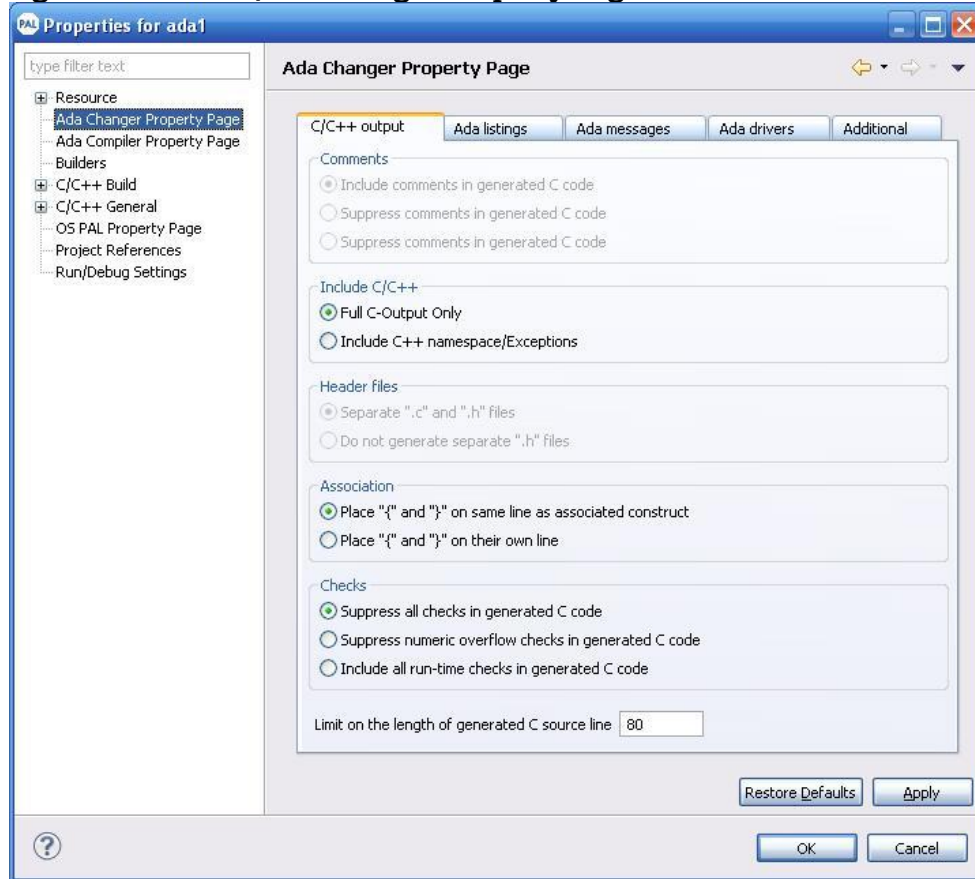 PAL Properties for ada1
type filter text
Resource
Ada Changer Property Page
Ada Compiler Property Page
Builders
C/C++ Build
C/C++ General
OS PAL Property Page
Project References
Run/Debug Settings
Ada Changer Property Page
C/C++ output Ada listings Ada messages Ada drivers Additional
Comments
Include comments in generated C code
Suppress comments in generated C code
Suppress comments in generated C code
Include C/C++
Full C-Output Only
Include C++ namespace/Exceptions
Header files
Separate ".c" and ".h" files
Do not generate separate ".h" files
Association
Place "{" and "}" on same line as associated construct
Place "{" and "}" on their own line
Checks
Suppress all checks in generated C code
Suppress numeric overflow checks in generated C code
Include all run-time checks in generated C code
Limit on the length of generated C source line 80
Restore Defaults Apply
? OK Cancel